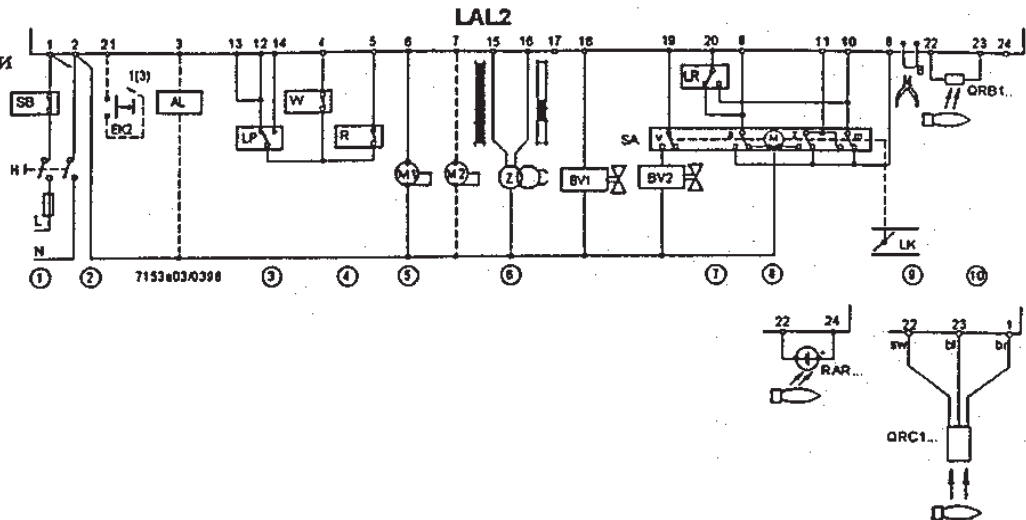 LAL2
1 2 21 3 13 12 14 4 5 6 7 15 16 17 18 19 20 11 10 8 22 23 24
1(3)
SB
EK2
AL
LP
W
R
M1
M2
Z
BV1
BV2
LR
SA
V
M
B
QRB1...
H
L
N
LK
7153a03/0398
1 2 3 4 5 6 7 8 9 10
22 24
RAR...
22 23 1
sw bl br
QRC1...